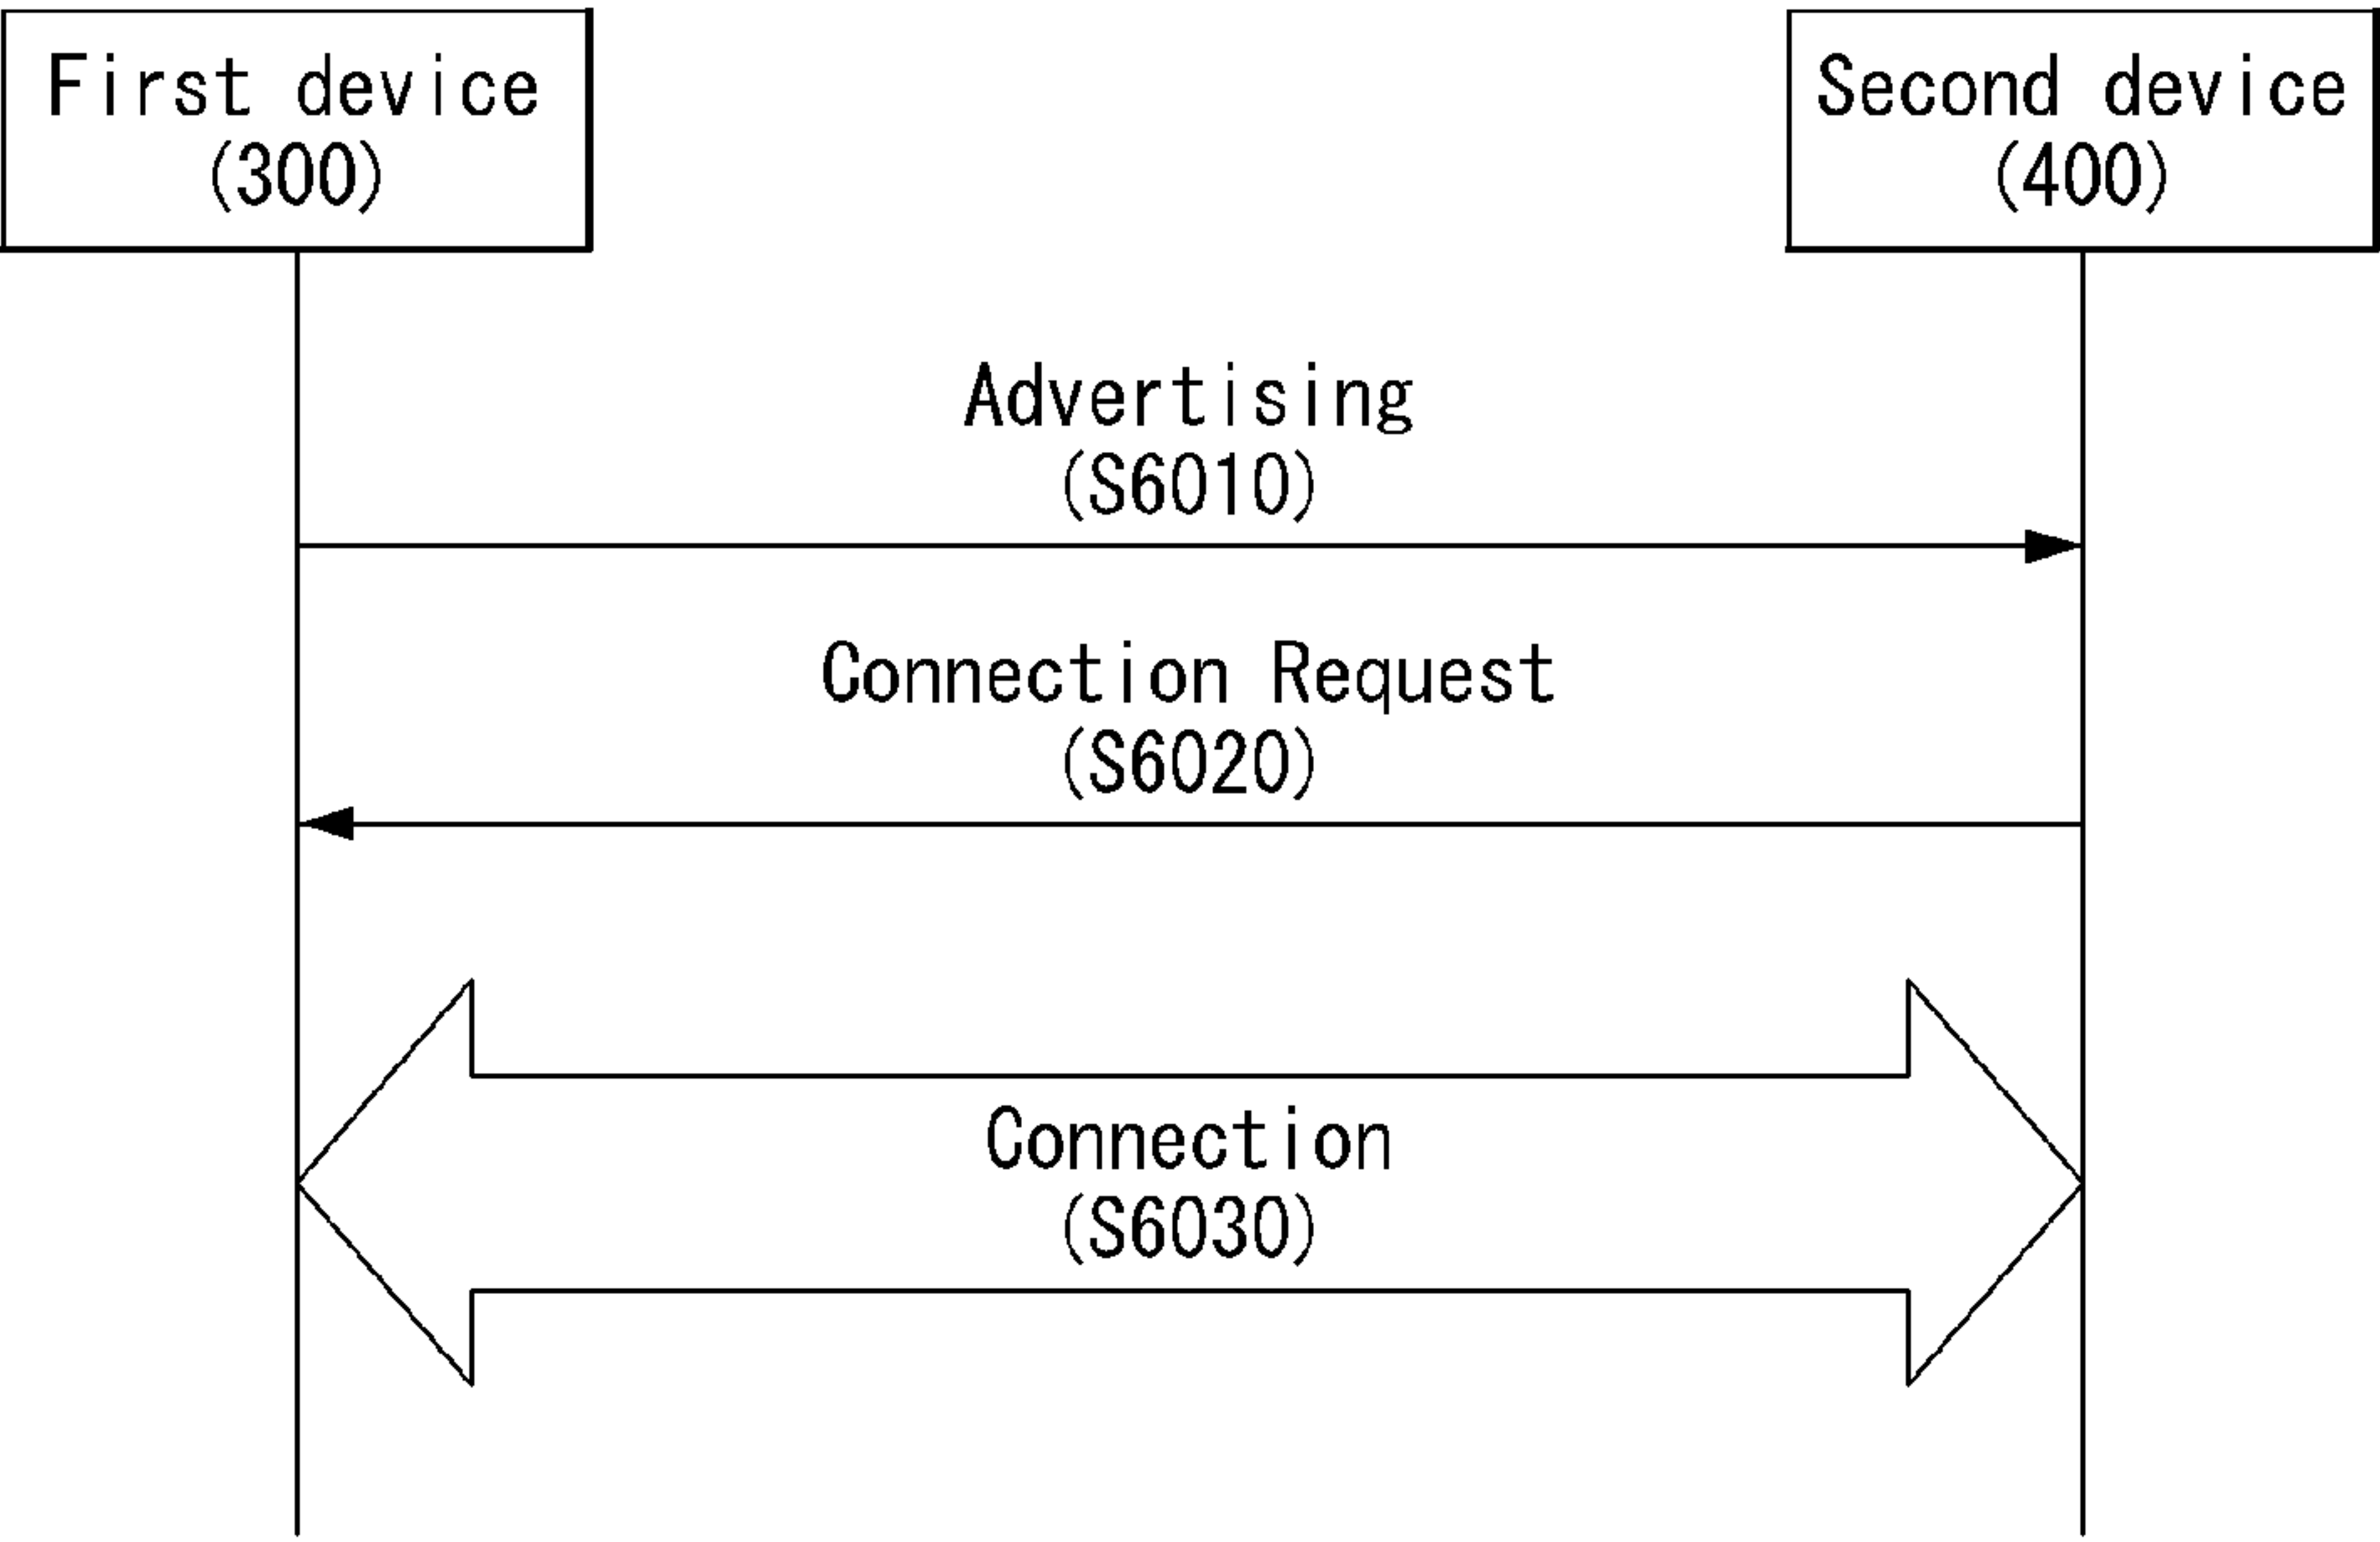 First device
(300)
Second device
(400)
Advertising
(S6010)
Connection Request
(S6020)
Connection
(S6030)